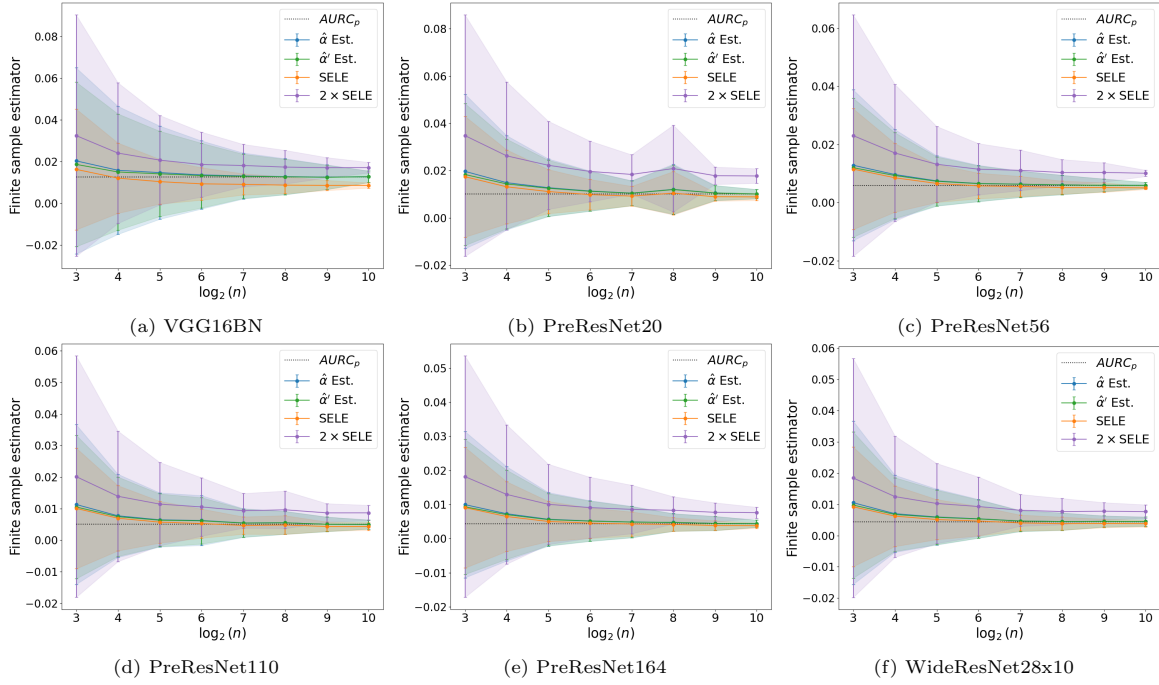 Finite sample estimator
0.08
0.06
0.04
0.02
0.00
−0.02
3 4 5 6 7 8 9 10
log₂ (n)
AURCₚ
α̂ Est.
α̂′ Est.
SELE
2 × SELE
(a) VGG16BN
Finite sample estimator
0.08
0.06
0.04
0.02
0.00
−0.02
3 4 5 6 7 8 9 10
log₂ (n)
AURCₚ
α̂ Est.
α̂′ Est.
SELE
2 × SELE
(b) PreResNet20
Finite sample estimator
0.06
0.04
0.02
0.00
−0.02
3 4 5 6 7 8 9 10
log₂ (n)
AURCₚ
α̂ Est.
α̂′ Est.
SELE
2 × SELE
(c) PreResNet56
Finite sample estimator
0.06
0.05
0.04
0.03
0.02
0.01
0.00
−0.01
−0.02
3 4 5 6 7 8 9 10
log₂ (n)
AURCₚ
α̂ Est.
α̂′ Est.
SELE
2 × SELE
(d) PreResNet110
Finite sample estimator
0.05
0.04
0.03
0.02
0.01
0.00
−0.01
−0.02
3 4 5 6 7 8 9 10
log₂ (n)
AURCₚ
α̂ Est.
α̂′ Est.
SELE
2 × SELE
(e) PreResNet164
Finite sample estimator
0.06
0.05
0.04
0.03
0.02
0.01
0.00
−0.01
−0.02
3 4 5 6 7 8 9 10
log₂ (n)
AURCₚ
α̂ Est.
α̂′ Est.
SELE
2 × SELE
(f) WideResNet28x10